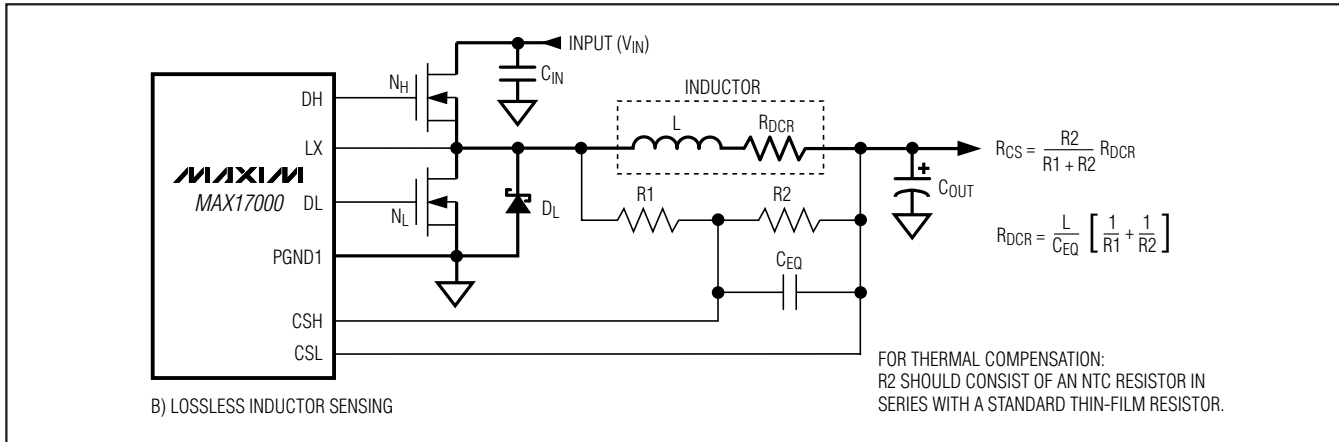 INPUT (VIN)
CIN
NH
DH
INDUCTOR
L
RDCR
LX
MAXIM
MAX17000
DL
NL
DL
R1
R2
COUT
+
RCS = R2 / R1 + R2 RDCR
RDCR = L / CEQ [ 1 / R1 + 1 / R2 ]
PGND1
CEQ
CSH
CSL
FOR THERMAL COMPENSATION:
R2 SHOULD CONSIST OF AN NTC RESISTOR IN
SERIES WITH A STANDARD THIN-FILM RESISTOR.
B) LOSSLESS INDUCTOR SENSING